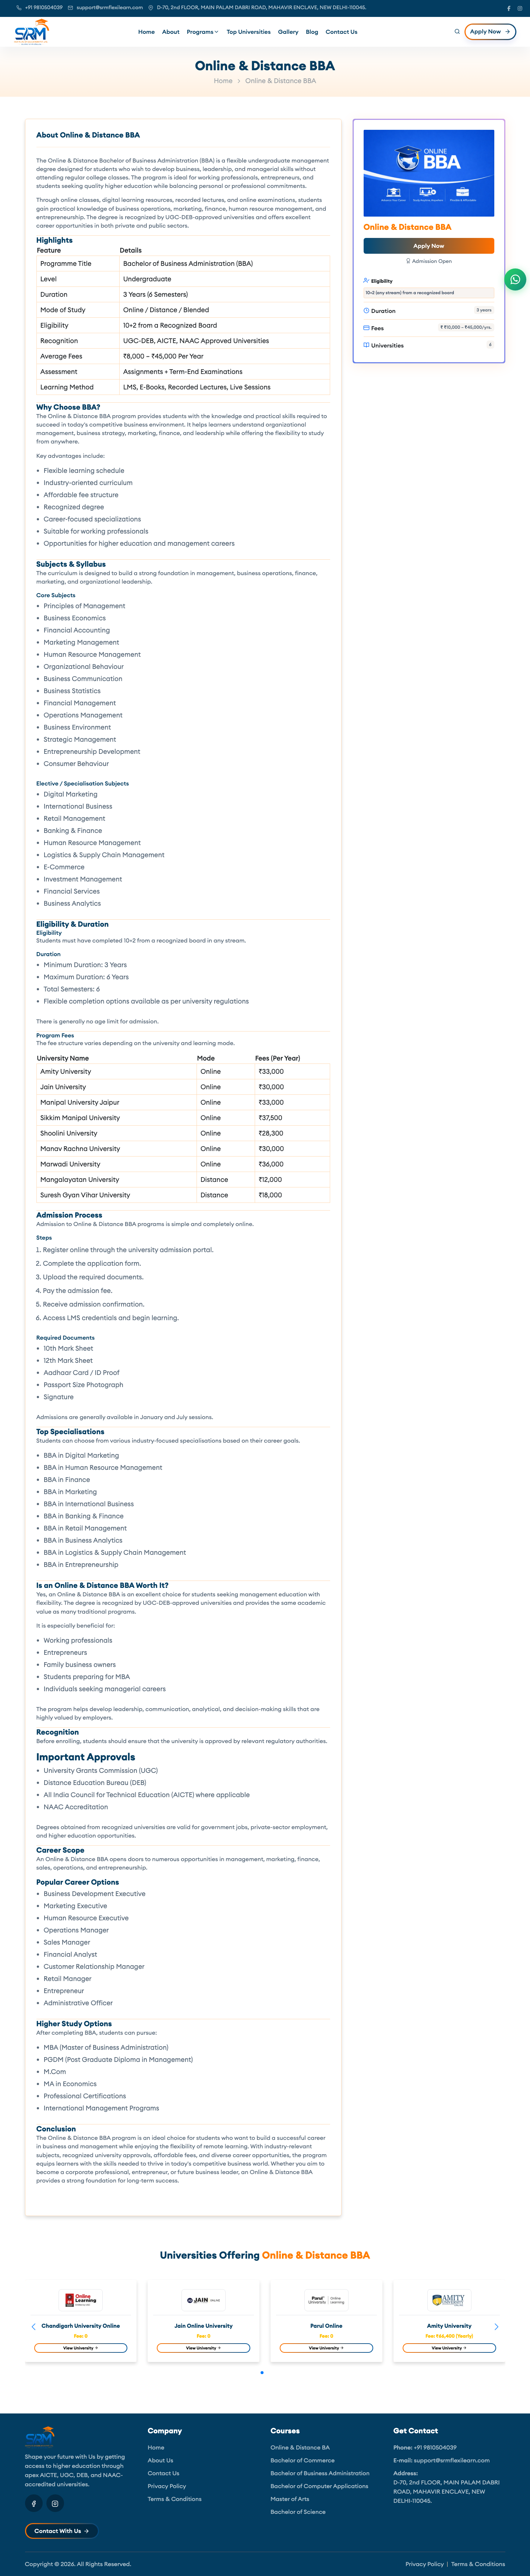 +91 9810504039
support@srmflexilearn.com
D-70, 2nd FLOOR, MAIN PALAM DABRI ROAD, MAHAVIR ENCLAVE, NEW DELHI-110045.
SRM
Home About Programs Top Universities Gallery Blog Contact Us
Apply Now →
Online & Distance BBA
Home > Online & Distance BBA
About Online & Distance BBA
The Online & Distance Bachelor of Business Administration (BBA) is a flexible undergraduate management
degree designed for students who wish to develop business, leadership, and managerial skills without
attending regular college classes. The program is suitable for working professionals, entrepreneurs, and
students seeking quality higher education while balancing personal or professional commitments.
Through online classes, digital learning resources, recorded lectures, and online examinations, students
gain practical knowledge of business operations, marketing, finance, human resource management, and
entrepreneurship. The degree is recognized by UGC-DEB-approved universities and offers excellent
career opportunities in both private and public sectors.
Highlights
Feature Details
Programme Title Bachelor of Business Administration (BBA)
Level Undergraduate
Duration 3 Years (6 Semesters)
Mode of Study Online / Distance / Blended
Eligibility 10+2 from a Recognized Board
Recognition UGC-DEB, AICTE, NAAC Approved Universities
Average Fees ₹8,000 – ₹45,000 Per Year
Assessment Assignments + Term-End Examinations
Learning Method LMS, E-Books, Recorded Lectures, Live Sessions
Why Choose BBA?
The Online & Distance BBA program provides students with the knowledge and practical skills required to
succeed in today's competitive business environment. It helps learners understand organizational
management, business strategy, marketing, finance, and leadership while offering the flexibility to study
from anywhere.
Key advantages include:
• Flexible learning schedule
• Industry-oriented curriculum
• Affordable fee structure
• Recognized degree
• Career-focused specializations
• Suitable for working professionals
• Opportunities for higher education and management careers
Subjects & Syllabus
The curriculum is designed to build a strong foundation in management, business operations, finance,
marketing, and organizational leadership.
Core Subjects
• Principles of Management
• Business Economics
• Financial Accounting
• Marketing Management
• Human Resource Management
• Organizational Behaviour
• Business Communication
• Business Statistics
• Financial Management
• Operations Management
• Business Environment
• Strategic Management
• Entrepreneurship Development
• Consumer Behaviour
Elective / Specialisation Subjects
• Digital Marketing
• International Business
• Retail Management
• Banking & Finance
• Human Resource Management
• Logistics & Supply Chain Management
• E-Commerce
• Investment Management
• Financial Services
• Business Analytics
Eligibility & Duration
Eligibility
Students must have completed 10+2 from a recognized board in any stream.
Duration
• Minimum Duration: 3 Years
• Maximum Duration: 6 Years
• Total Semesters: 6
• Flexible completion options available as per university regulations
There is generally no age limit for admission.
Program Fees
The fee structure varies depending on the university and learning mode.
University Name Mode Fees (Per Year)
Amity University Online ₹33,000
Jain University Online ₹30,000
Manipal University Jaipur Online ₹33,000
Sikkim Manipal University Online ₹37,500
Shoolini University Online ₹28,300
Manav Rachna University Online ₹30,000
Marwadi University Online ₹36,000
Mangalayatan University Distance ₹12,000
Suresh Gyan Vihar University Distance ₹18,000
Admission Process
Admission to Online & Distance BBA programs is simple and completely online.
Steps
1. Register online through the university admission portal.
2. Complete the application form.
3. Upload the required documents.
4. Pay the admission fee.
5. Receive admission confirmation.
6. Access LMS credentials and begin learning.
Required Documents
• 10th Mark Sheet
• 12th Mark Sheet
• Aadhaar Card / ID Proof
• Passport Size Photograph
• Signature
Admissions are generally available in January and July sessions.
Top Specialisations
Students can choose from various industry-focused specialisations based on their career goals.
• BBA in Digital Marketing
• BBA in Human Resource Management
• BBA in Finance
• BBA in Marketing
• BBA in International Business
• BBA in Banking & Finance
• BBA in Retail Management
• BBA in Business Analytics
• BBA in Logistics & Supply Chain Management
• BBA in Entrepreneurship
Is an Online & Distance BBA Worth It?
Yes, an Online & Distance BBA is an excellent choice for students seeking management education with
flexibility. The degree is recognized by UGC-DEB-approved universities and provides the same academic
value as many traditional programs.
It is especially beneficial for:
• Working professionals
• Entrepreneurs
• Family business owners
• Students preparing for MBA
• Individuals seeking managerial careers
The program helps develop leadership, communication, analytical, and decision-making skills that are
highly valued by employers.
Recognition
Before enrolling, students should ensure that the university is approved by relevant regulatory authorities.
Important Approvals
• University Grants Commission (UGC)
• Distance Education Bureau (DEB)
• All India Council for Technical Education (AICTE) where applicable
• NAAC Accreditation
Degrees obtained from recognized universities are valid for government jobs, private-sector employment,
and higher education opportunities.
Career Scope
An Online & Distance BBA opens doors to numerous opportunities in management, marketing, finance,
sales, operations, and entrepreneurship.
Popular Career Options
• Business Development Executive
• Marketing Executive
• Human Resource Executive
• Operations Manager
• Sales Manager
• Financial Analyst
• Customer Relationship Manager
• Retail Manager
• Entrepreneur
• Administrative Officer
Higher Study Options
After completing BBA, students can pursue:
• MBA (Master of Business Administration)
• PGDM (Post Graduate Diploma in Management)
• M.Com
• MA in Economics
• Professional Certifications
• International Management Programs
Conclusion
The Online & Distance BBA program is an ideal choice for students who want to build a successful career
in business and management while enjoying the flexibility of remote learning. With industry-relevant
subjects, recognized university approvals, affordable fees, and diverse career opportunities, the program
equips learners with the skills needed to thrive in today's competitive business world. Whether you aim to
become a corporate professional, entrepreneur, or future business leader, an Online & Distance BBA
provides a strong foundation for long-term success.
ONLINE
BBA
Online & Distance BBA
Apply Now
Admission Open
Eligibility
10+2 (any stream) from a recognized board
Duration 3 years
Fees ₹ ₹10,000 – ₹45,000/yrs.
Universities 6
Universities Offering Online & Distance BBA
Online Learning
JAIN
Parul University Online Learning
AMITY UNIVERSITY
Chandigarh University Online
Jain Online University
Parul Online
Amity University
Fee: 0
Fee: 0
Fee: 0
View University →
View University →
View University →
View University →
SRM
Shape your future with Us by getting
access to higher education through
apex AICTE, UGC, DEB, and NAAC-
accredited universities.
Connect With Us →
Company
Home
About Us
Contact Us
Privacy Policy
Terms & Conditions
Courses
Online & Distance BA
Bachelor of Commerce
Bachelor of Business Administration
Bachelor of Computer Applications
Master of Arts
Bachelor of Science
Get Contact
Phone: +91 9810504039
E-mail: support@srmflexilearn.com
Address:
D-70, 2nd FLOOR, MAIN PALAM DABRI
ROAD, MAHAVIR ENCLAVE, NEW
DELHI-110045.
Copyright © 2026. All Rights Reserved.
Privacy Policy | Terms & Conditions